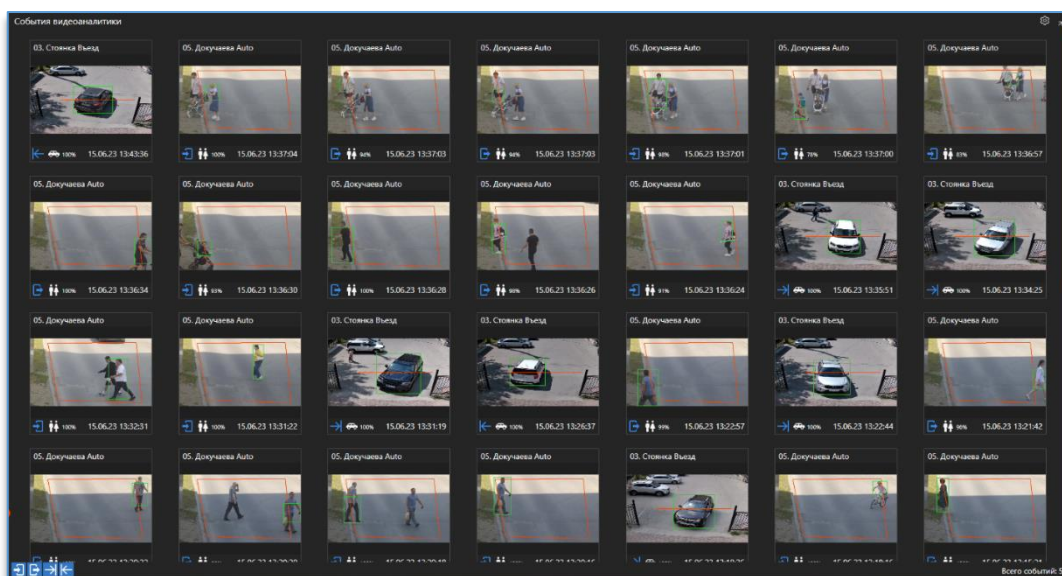 События видеоаналитики
03. Стоянка Въезд 05. Докучаева Auto 05. Докучаева Auto 05. Докучаева Auto 05. Докучаева Auto 05. Докучаева Auto 05. Докучаева Auto
100% 15.06.23 13:43:36 100% 15.06.23 13:37:04 94% 15.06.23 13:37:03 94% 15.06.23 13:37:03 98% 15.06.23 13:37:01 78% 15.06.23 13:37:00 83% 15.06.23 13:36:57
05. Докучаева Auto 05. Докучаева Auto 05. Докучаева Auto 05. Докучаева Auto 05. Докучаева Auto 03. Стоянка Въезд 03. Стоянка Въезд
100% 15.06.23 13:36:34 83% 15.06.23 13:36:30 100% 15.06.23 13:36:28 15.06.23 13:36:26 91% 15.06.23 13:36:24 100% 15.06.23 13:35:51 100% 15.06.23 13:34:25
05. Докучаева Auto 05. Докучаева Auto 03. Стоянка Въезд 03. Стоянка Въезд 05. Докучаева Auto 03. Стоянка Въезд 05. Докучаева Auto
100% 15.06.23 13:32:31 100% 15.06.23 13:31:22 100% 15.06.23 13:31:19 100% 15.06.23 13:26:37 99% 15.06.23 13:22:57 100% 15.06.23 13:22:44 15.06.23 13:21:42
05. Докучаева Auto 05. Докучаева Auto 05. Докучаева Auto 05. Докучаева Auto 03. Стоянка Въезд 05. Докучаева Auto 05. Докучаева Auto
Всего событий: